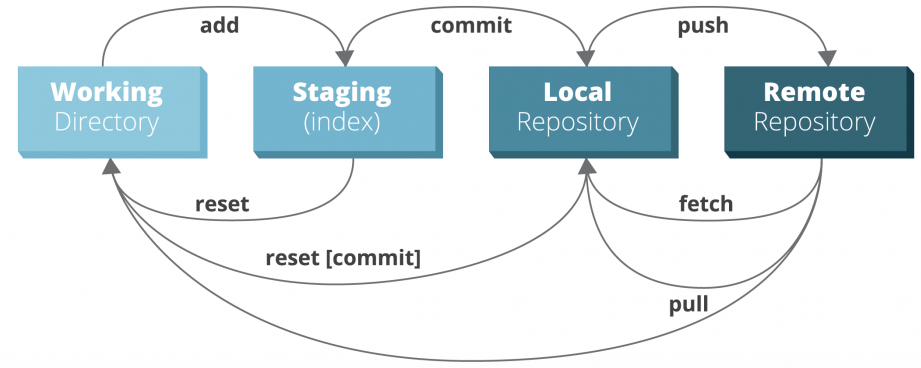 add
commit
push
Working
Directory
Staging
(index)
Local
Repository
Remote
Repository
reset
fetch
reset [commit]
pull